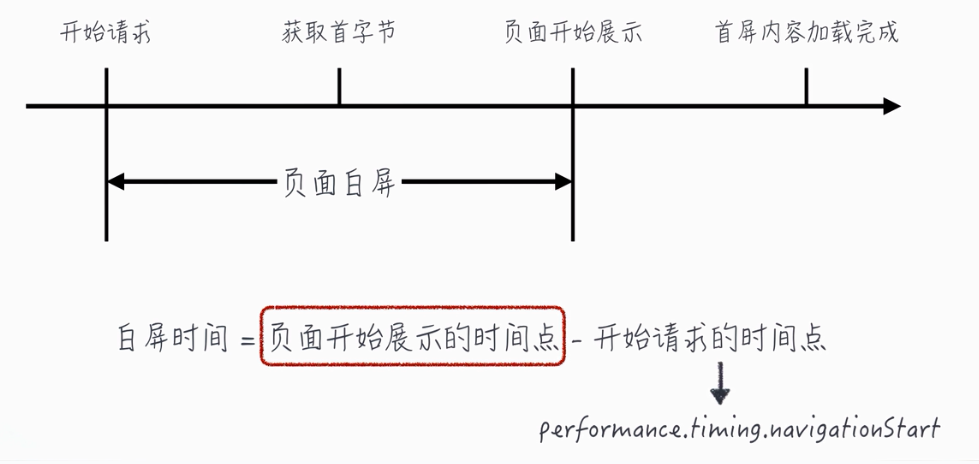 开始请求 获取首字节 页面开始展示 首屏内容加载完成
页面白屏
白屏时间 = 页面开始展示的时间点 - 开始请求的时间点
performance.timing.navigationStart